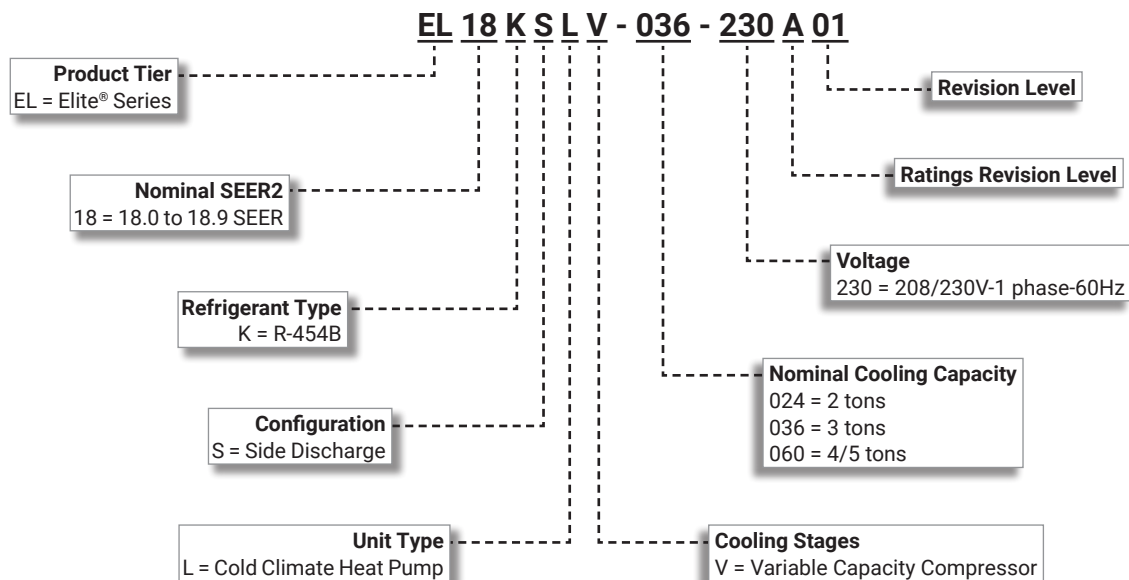 EL 18 K S L V - 036 - 230 A 01
Product Tier
EL = Elite® Series
Nominal SEER2
18 = 18.0 to 18.9 SEER
Refrigerant Type
K = R-454B
Configuration
S = Side Discharge
Unit Type
L = Cold Climate Heat Pump
Revision Level
Ratings Revision Level
Voltage
230 = 208/230V-1 phase-60Hz
Nominal Cooling Capacity
024 = 2 tons
036 = 3 tons
060 = 4/5 tons
Cooling Stages
V = Variable Capacity Compressor